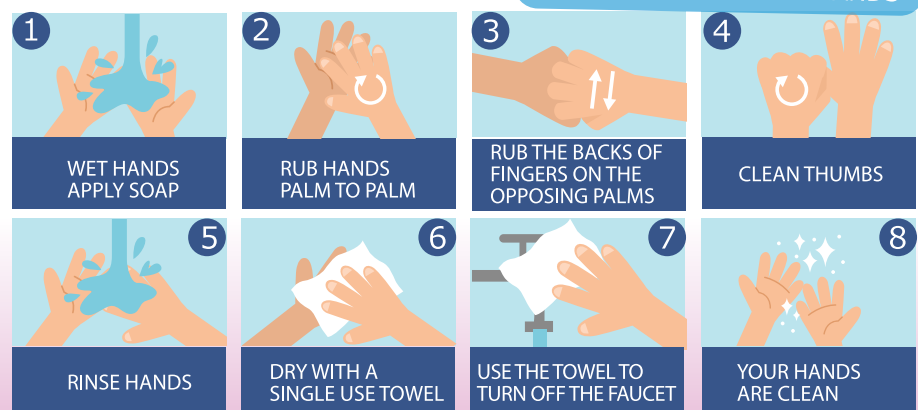 1
WET HANDS
APPLY SOAP
2
RUB HANDS
PALM TO PALM
3
RUB THE BACKS OF
FINGERS ON THE
OPPOSING PALMS
4
CLEAN THUMBS
5
RINSE HANDS
6
DRY WITH A
SINGLE USE TOWEL
7
USE THE TOWEL TO
TURN OFF THE FAUCET
8
YOUR HANDS
ARE CLEAN